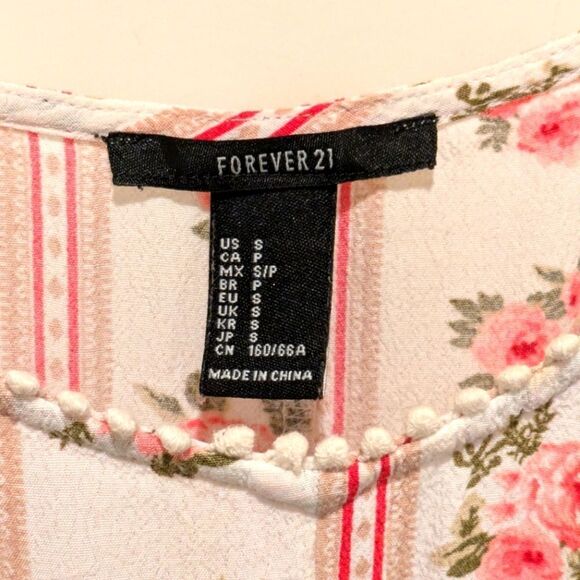 FOREVER 21
US S
CA P
MX S/P
BR P
EU S
UK S
KR S
JP S
CN 160/66A
MADE IN CHINA